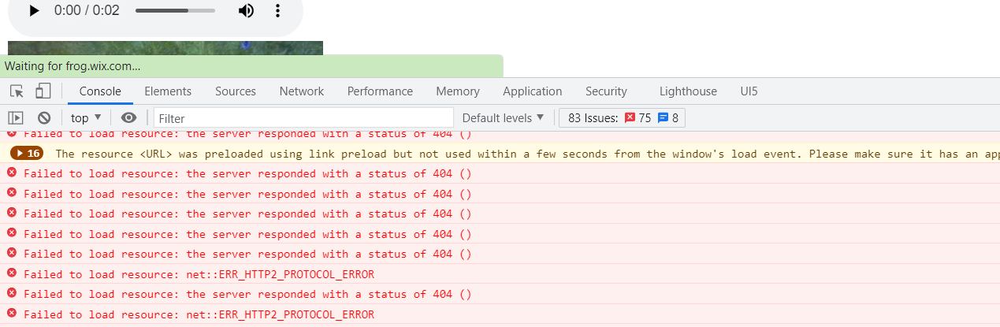 0:00 / 0:02
Waiting for frog.wix.com...
Console Elements Sources Network Performance Memory Application Security Lighthouse UI5
top Filter Default levels 83 Issues: 75 8
Failed to load resource: the server responded with a status of 404 ()
16 The resource <URL> was preloaded using link preload but not used within a few seconds from the window's load event. Please make sure it has an app
Failed to load resource: the server responded with a status of 404 ()
Failed to load resource: the server responded with a status of 404 ()
Failed to load resource: the server responded with a status of 404 ()
Failed to load resource: the server responded with a status of 404 ()
Failed to load resource: the server responded with a status of 404 ()
Failed to load resource: net::ERR_HTTP2_PROTOCOL_ERROR
Failed to load resource: the server responded with a status of 404 ()
Failed to load resource: net::ERR_HTTP2_PROTOCOL_ERROR